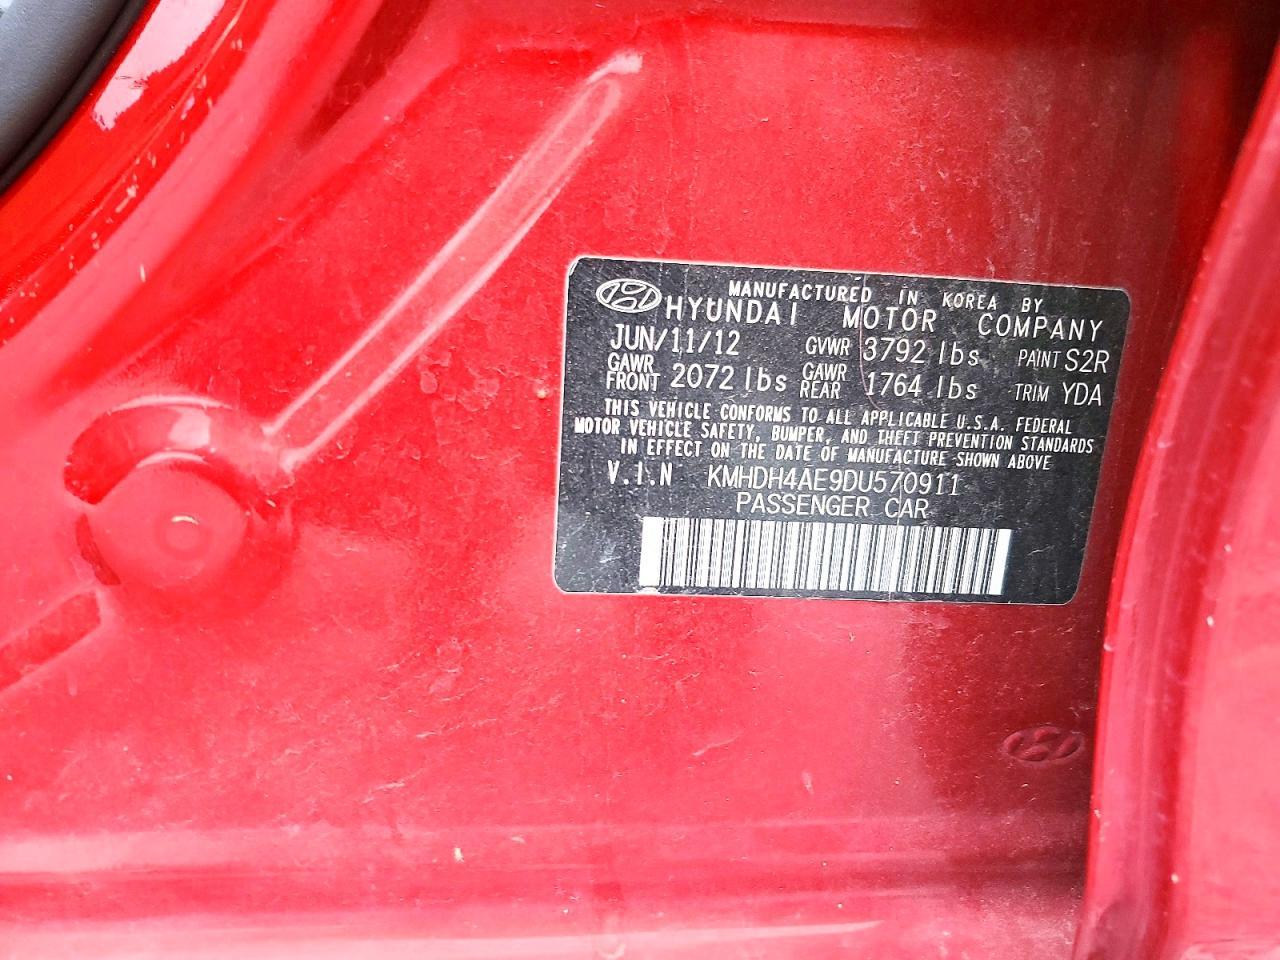 MANUFACTURED IN KOREA BY
HYUNDAI MOTOR COMPANY
JUN/11/12 GVWR 3792 lbs PAINT S2R
GAWR FRONT 2072 lbs GAWR REAR 1764 lbs TRIM YDA
THIS VEHICLE CONFORMS TO ALL APPLICABLE U.S.A. FEDERAL
MOTOR VEHICLE SAFETY, BUMPER, AND THEFT PREVENTION STANDARDS
IN EFFECT ON THE DATE OF MANUFACTURE SHOWN ABOVE
V.I.N KMHDH4AE9DU570911
PASSENGER CAR